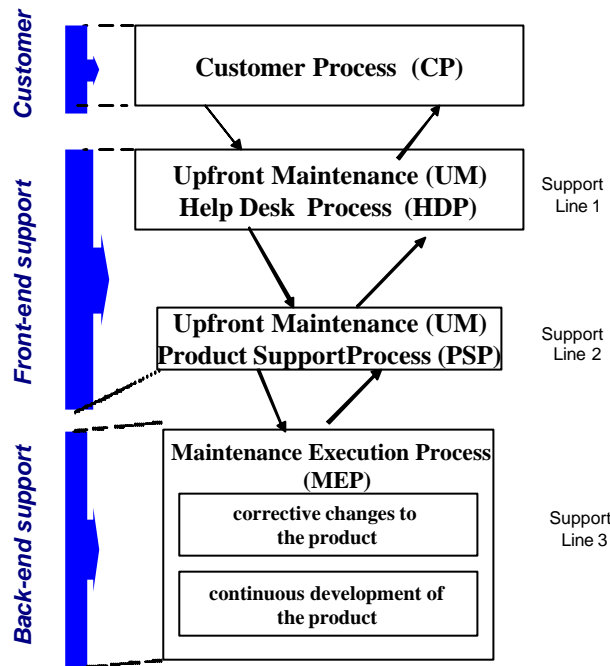 Customer
Customer Process (CP)
Front-end support
Upfront Maintenance (UM)
Help Desk Process (HDP)
Support
Line 1
Upfront Maintenance (UM)
Product SupportProcess (PSP)
Support
Line 2
Back-end support
Maintenance Execution Process
(MEP)
corrective changes to
the product
continuous development of
the product
Support
Line 3